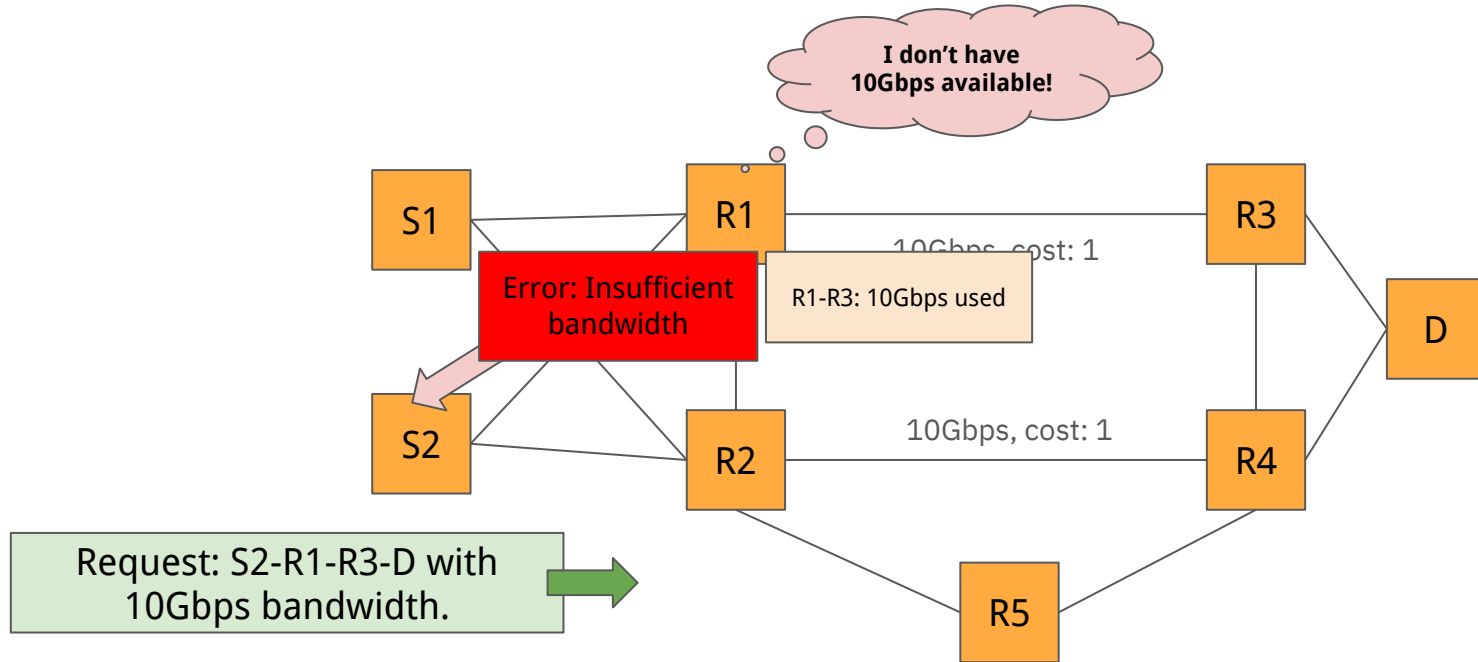 I don’t have
10Gbps available!
S1
R1
R3
10Gbps, cost: 1
Error: Insufficient
bandwidth
R1-R3: 10Gbps used
D
S2
R2
10Gbps, cost: 1
R4
Request: S2-R1-R3-D with
10Gbps bandwidth.
R5